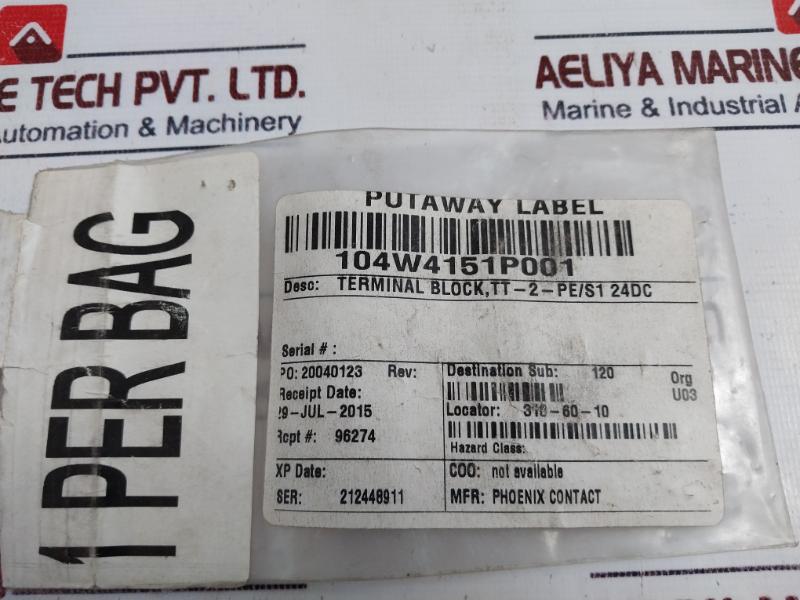 E TECH PVT. LTD.
Automation & Machinery
AELIYA MARINE
Marine & Industrial A
1 PER BAG
PUTAWAY LABEL
104W4151P001
Desc: TERMINAL BLOCK,TT-2-PE/S1 24DC
Serial #:
PO: 20040123 Rev:
Receipt Date:
29-JUL-2015
Rcpt #: 96274
XP Date:
SER: 212448911
Destination Sub: 120
Org
U03
Locator: 310-60-10
Hazard Class:
COO: not available
MFR: PHOENIX CONTACT